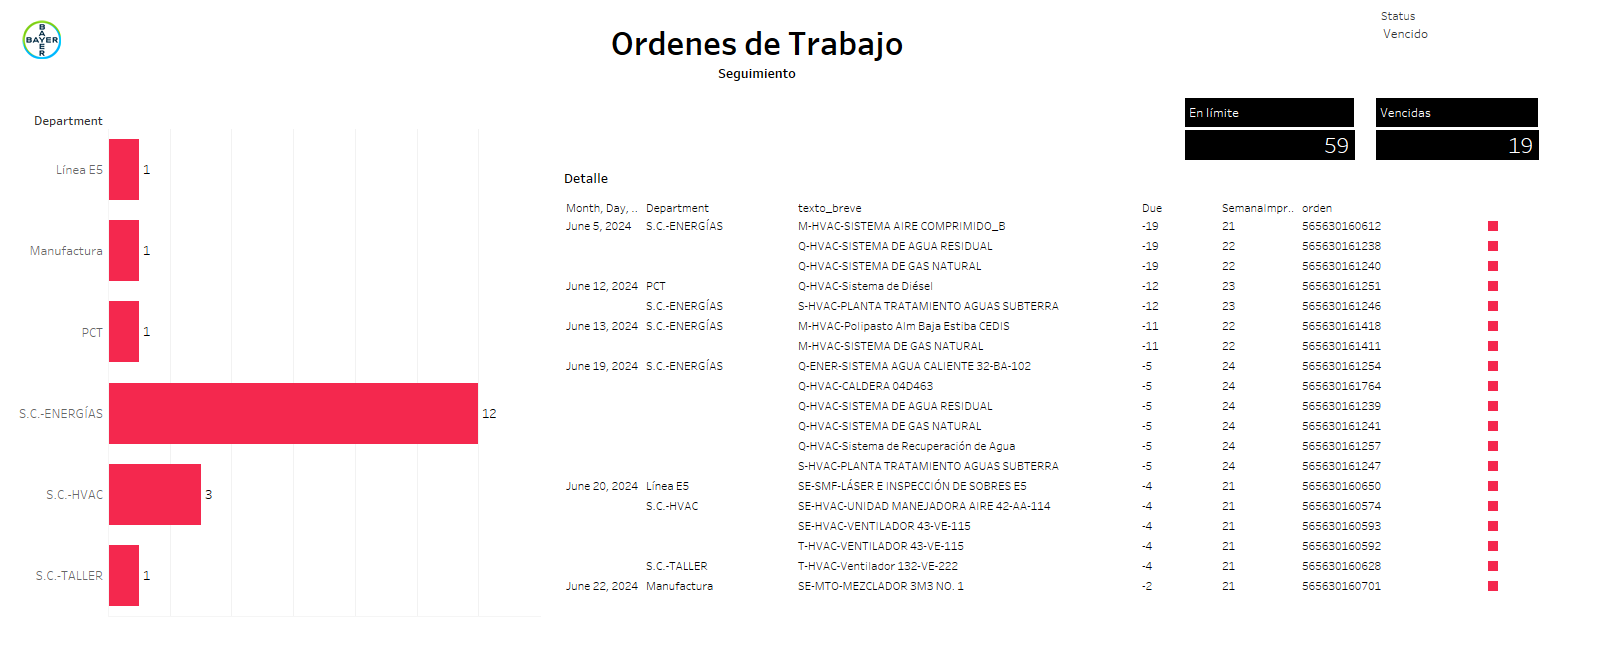 BAYER
BAYER
Ordenes de Trabajo
Seguimiento
Status
Vencido
En límite
59
Vencidas
19
Department
Línea E5 1
Manufactura 1
PCT 1
S.C.-ENERGÍAS 12
S.C.-HVAC 3
S.C.-TALLER 1
Detalle
Month, Day, .. Department texto_breve Due SemanaImpr.. orden
June 5, 2024 S.C.-ENERGÍAS M-HVAC-SISTEMA AIRE COMPRIMIDO_B -19 21 565630160612
Q-HVAC-SISTEMA DE AGUA RESIDUAL -19 22 565630161238
Q-HVAC-SISTEMA DE GAS NATURAL -19 22 565630161240
June 12, 2024 PCT Q-HVAC-Sistema de Diésel -12 23 565630161251
S.C.-ENERGÍAS S-HVAC-PLANTA TRATAMIENTO AGUAS SUBTERRA -12 23 565630161246
June 13, 2024 S.C.-ENERGÍAS M-HVAC-Polipasto Alm Baja Estiba CEDIS -11 22 565630161418
M-HVAC-SISTEMA DE GAS NATURAL -11 22 565630161411
June 19, 2024 S.C.-ENERGÍAS Q-ENER-SISTEMA AGUA CALIENTE 32-BA-102 -5 24 565630161254
Q-HVAC-CALDERA 04D463 -5 24 565630161764
Q-HVAC-SISTEMA DE AGUA RESIDUAL -5 24 565630161239
Q-HVAC-SISTEMA DE GAS NATURAL -5 24 565630161241
Q-HVAC-Sistema de Recuperación de Agua -5 24 565630161257
S-HVAC-PLANTA TRATAMIENTO AGUAS SUBTERRA -5 24 565630161247
June 20, 2024 Línea E5 SE-SMF-LÁSER E INSPECCIÓN DE SOBRES E5 -4 21 565630160650
S.C.-HVAC SE-HVAC-UNIDAD MANEJADORA AIRE 42-AA-114 -4 21 565630160574
SE-HVAC-VENTILADOR 43-VE-115 -4 21 565630160593
T-HVAC-VENTILADOR 43-VE-115 -4 21 565630160592
S.C.-TALLER T-HVAC-Ventilador 132-VE-222 -4 21 565630160628
June 22, 2024 Manufactura SE-MTO-MEZCLADOR 3M3 NO. 1 -2 21 565630160701